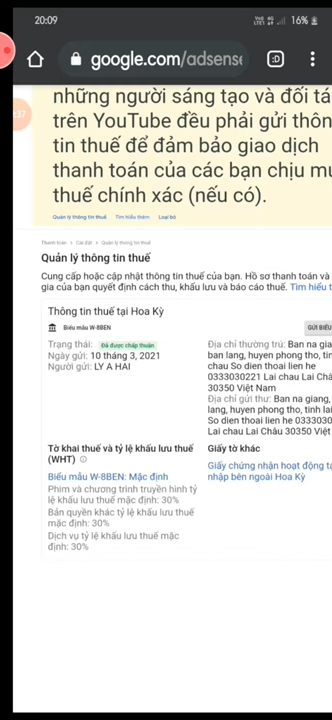 20:09
16%
google.com/adsense
:D
những người sáng tạo và đối tá
trên YouTube đều phải gửi thôn
tin thuế để đảm bảo giao dịch
thanh toán của các bạn chịu mu
thuế chính xác (nếu có).
Quản lý thông tin thuế Tìm hiểu thêm Loại bỏ
Thanh toán > Cài đặt > Quản lý thông tin thuế
Quản lý thông tin thuế
Cung cấp hoặc cập nhật thông tin thuế của bạn. Hồ sơ thanh toán và
gia của bạn quyết định cách thu, khấu lưu và báo cáo thuế. Tìm hiểu t
Thông tin thuế tại Hoa Kỳ
Biểu mẫu W-8BEN
GỬI BIỂU
Trạng thái: Đã được chấp thuận
Ngày gửi: 10 tháng 3, 2021
Người gửi: LY A HAI
Địa chỉ thường trú: Ban na gia
ban lang, huyen phong tho, tin
chau So dien thoai lien he
0333030221 Lai chau Lai Châ
30350 Việt Nam
Địa chỉ gửi thư: Ban na giang,
lang, huyen phong tho, tinh lai
So dien thoai lien he 0333030
Lai chau Lai Châu 30350 Việt
Tờ khai thuế và tỷ lệ khấu lưu thuế
(WHT)
Biểu mẫu W-8BEN: Mặc định
Phim và chương trình truyền hình tỷ
lệ khấu lưu thuế mặc định: 30%
Bản quyền khác tỷ lệ khấu lưu thuế
mặc định: 30%
Dịch vụ tỷ lệ khấu lưu thuế mặc
định: 30%
Giấy tờ khác
Giấy chứng nhận hoạt động tạ
nhập bên ngoài Hoa Kỳ